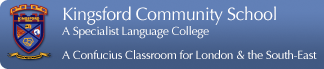 Kingsford Community School
A Specialist Language College
A Confucius Classroom for London & the South-East